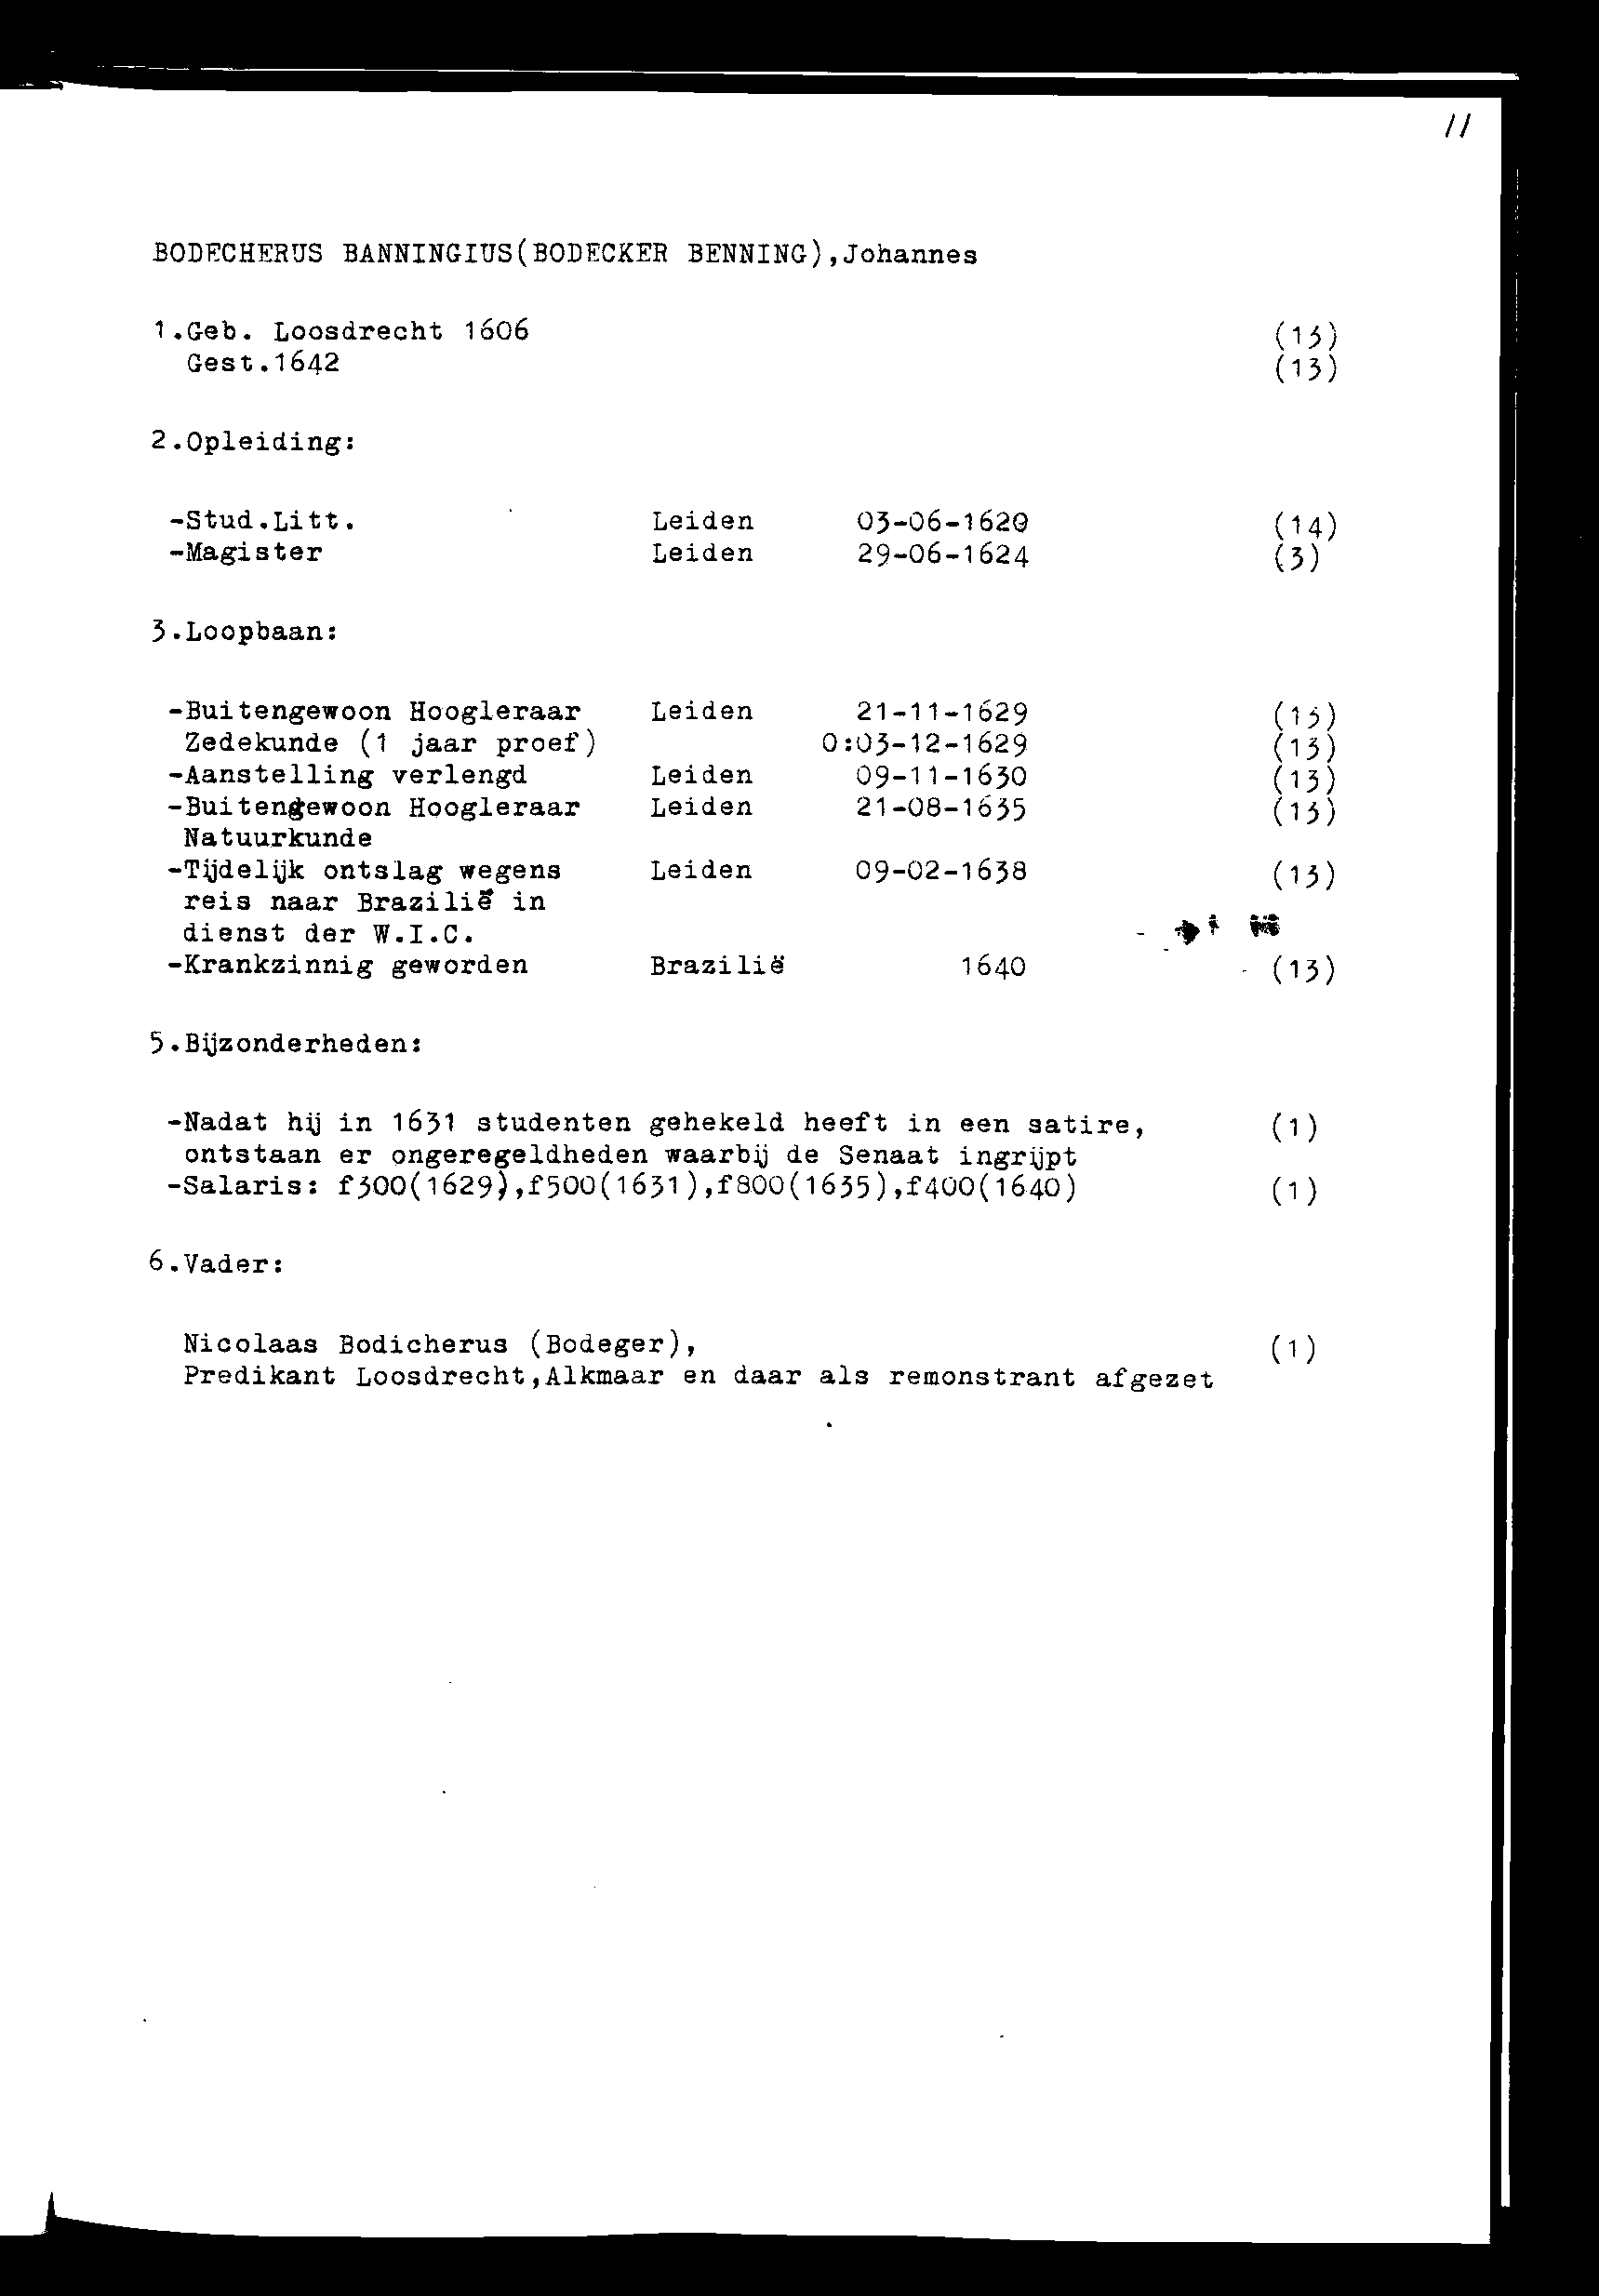 11
BODECHERUS BANNINGIUS(BODECKER BENNING),Johannes
1.Geb. Loosdrecht 1606 (13)
Gest.1642 (13)
2.Opleiding:
-Stud.Litt. Leiden 03-06-1620 (14)
-Magister Leiden 29-06-1624 (3)
3.Loopbaan:
-Buitengewoon Hoogleraar Leiden 21-11-1629 (13)
Zedekunde (1 jaar proef) O:03-12-1629 (13)
-Aanstelling verlengd Leiden 09-11-1630 (13)
-Buitengewoon Hoogleraar Leiden 21-08-1635 (13)
Natuurkunde
-Tijdelijk ontslag wegens Leiden 09-02-1638 (13)
reis naar Brazilië in
dienst der W.I.C.
-Krankzinnig geworden Brazilië 1640 (13)
5.Bijzonderheden:
-Nadat hij in 1631 studenten gehekeld heeft in een satire, (1)
ontstaan er ongeregeldheden waarbij de Senaat ingrijpt
-Salaris: f300(1629),f500(1631),f800(1635),f400(1640) (1)
6.Vader:
Nicolaas Bodicherus (Bodeger), (1)
Predikant Loosdrecht,Alkmaar en daar als remonstrant afgezet